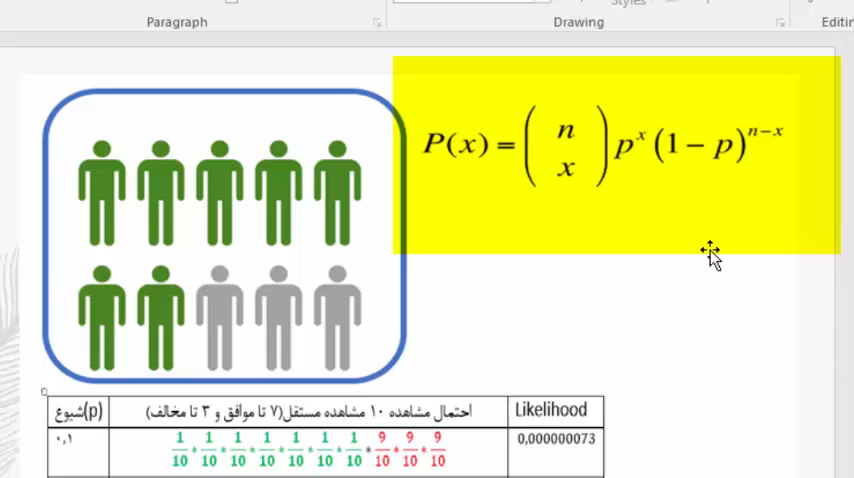 Paragraph
Drawing
P(x) = ( n x ) p^x (1 − p)^{n−x}
شیوع(p)
احتمال مشاهده ۱۰ مشاهده مستقل(۷ تا موافق و ۳ تا مخالف)
Likelihood
۰,۱
1/10 * 1/10 * 1/10 * 1/10 * 1/10 * 1/10 * 1/10 * 9/10 * 9/10 * 9/10
0,000000073